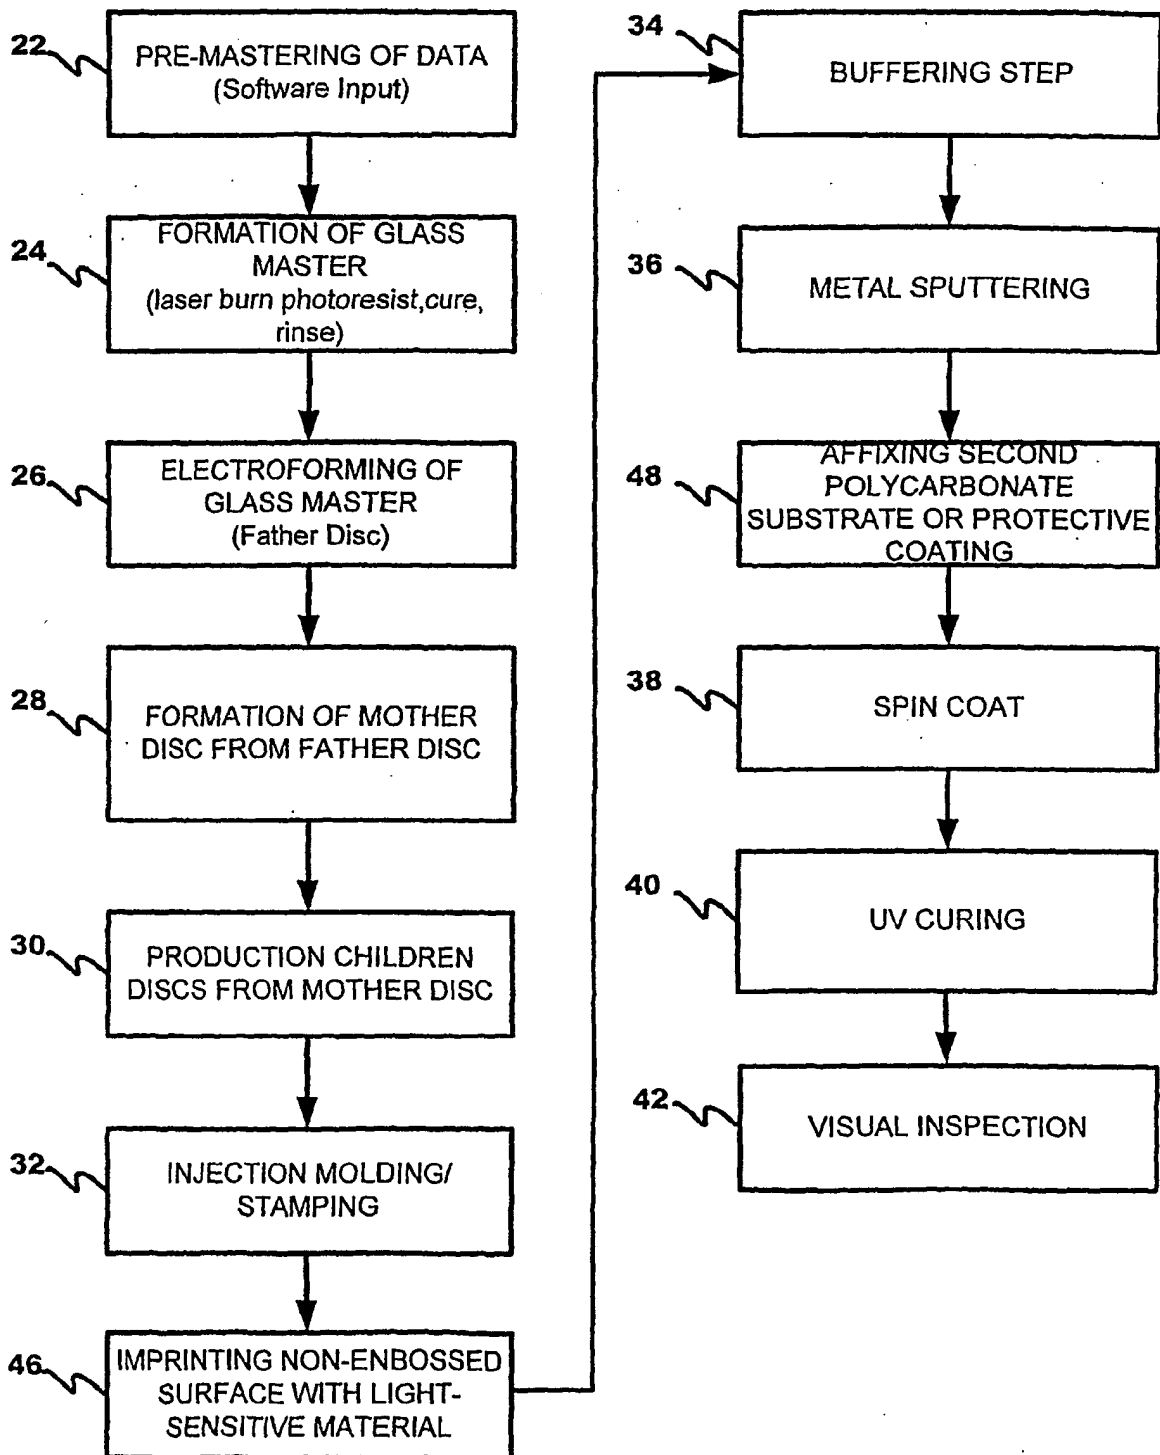 22
PRE-MASTERING OF DATA
(Software Input)
24
FORMATION OF GLASS
MASTER
(laser burn photoresist,cure,
rinse)
26
ELECTROFORMING OF
GLASS MASTER
(Father Disc)
28
FORMATION OF MOTHER
DISC FROM FATHER DISC
30
PRODUCTION CHILDREN
DISCS FROM MOTHER DISC
32
INJECTION MOLDING/
STAMPING
46
IMPRINTING NON-ENBOSSED
SURFACE WITH LIGHT-
SENSITIVE MATERIAL
34
BUFFERING STEP
36
METAL SPUTTERING
48
AFFIXING SECOND
POLYCARBONATE
SUBSTRATE OR PROTECTIVE
COATING
38
SPIN COAT
40
UV CURING
42
VISUAL INSPECTION